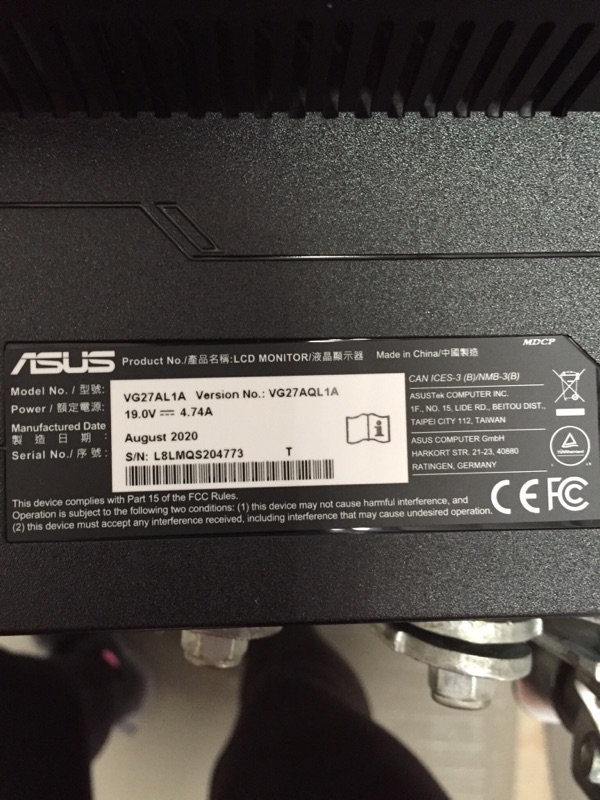 MDCP
ASUS Product No./產品名稱:LCD MONITOR/液晶顯示器 Made in China/中國製造
Model No. / 型號: VG27AL1A Version No.: VG27AQL1A
Power / 額定電源: 19.0V ⎓ 4.74A
Manufactured Date
製造日期: August 2020
Serial No./ 序號: S/N: L8LMQS204773 T
CAN ICES-3 (B)/NMB-3(B)
ASUSTek COMPUTER INC.
1F., NO. 15, LIDE RD., BEITOU DIST.,
TAIPEI CITY 112, TAIWAN
ASUS COMPUTER GmbH
HARKORT STR. 21-23, 40880
RATINGEN, GERMANY
TÜVRheinland
CE FC
This device complies with Part 15 of the FCC Rules.
Operation is subject to the following two conditions: (1) this device may not cause harmful interference, and
(2) this device must accept any interference received, including interference that may cause undesired operation.